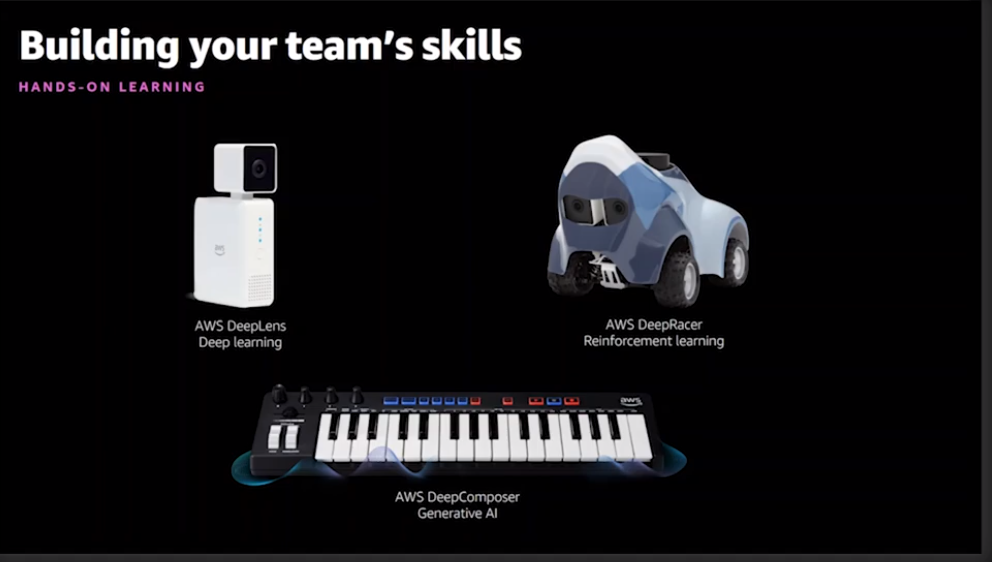 Building your team's skills
HANDS-ON LEARNING
aws
AWS DeepLens
Deep learning
AWS DeepRacer
Reinforcement learning
aws
AWS DeepComposer
Generative AI